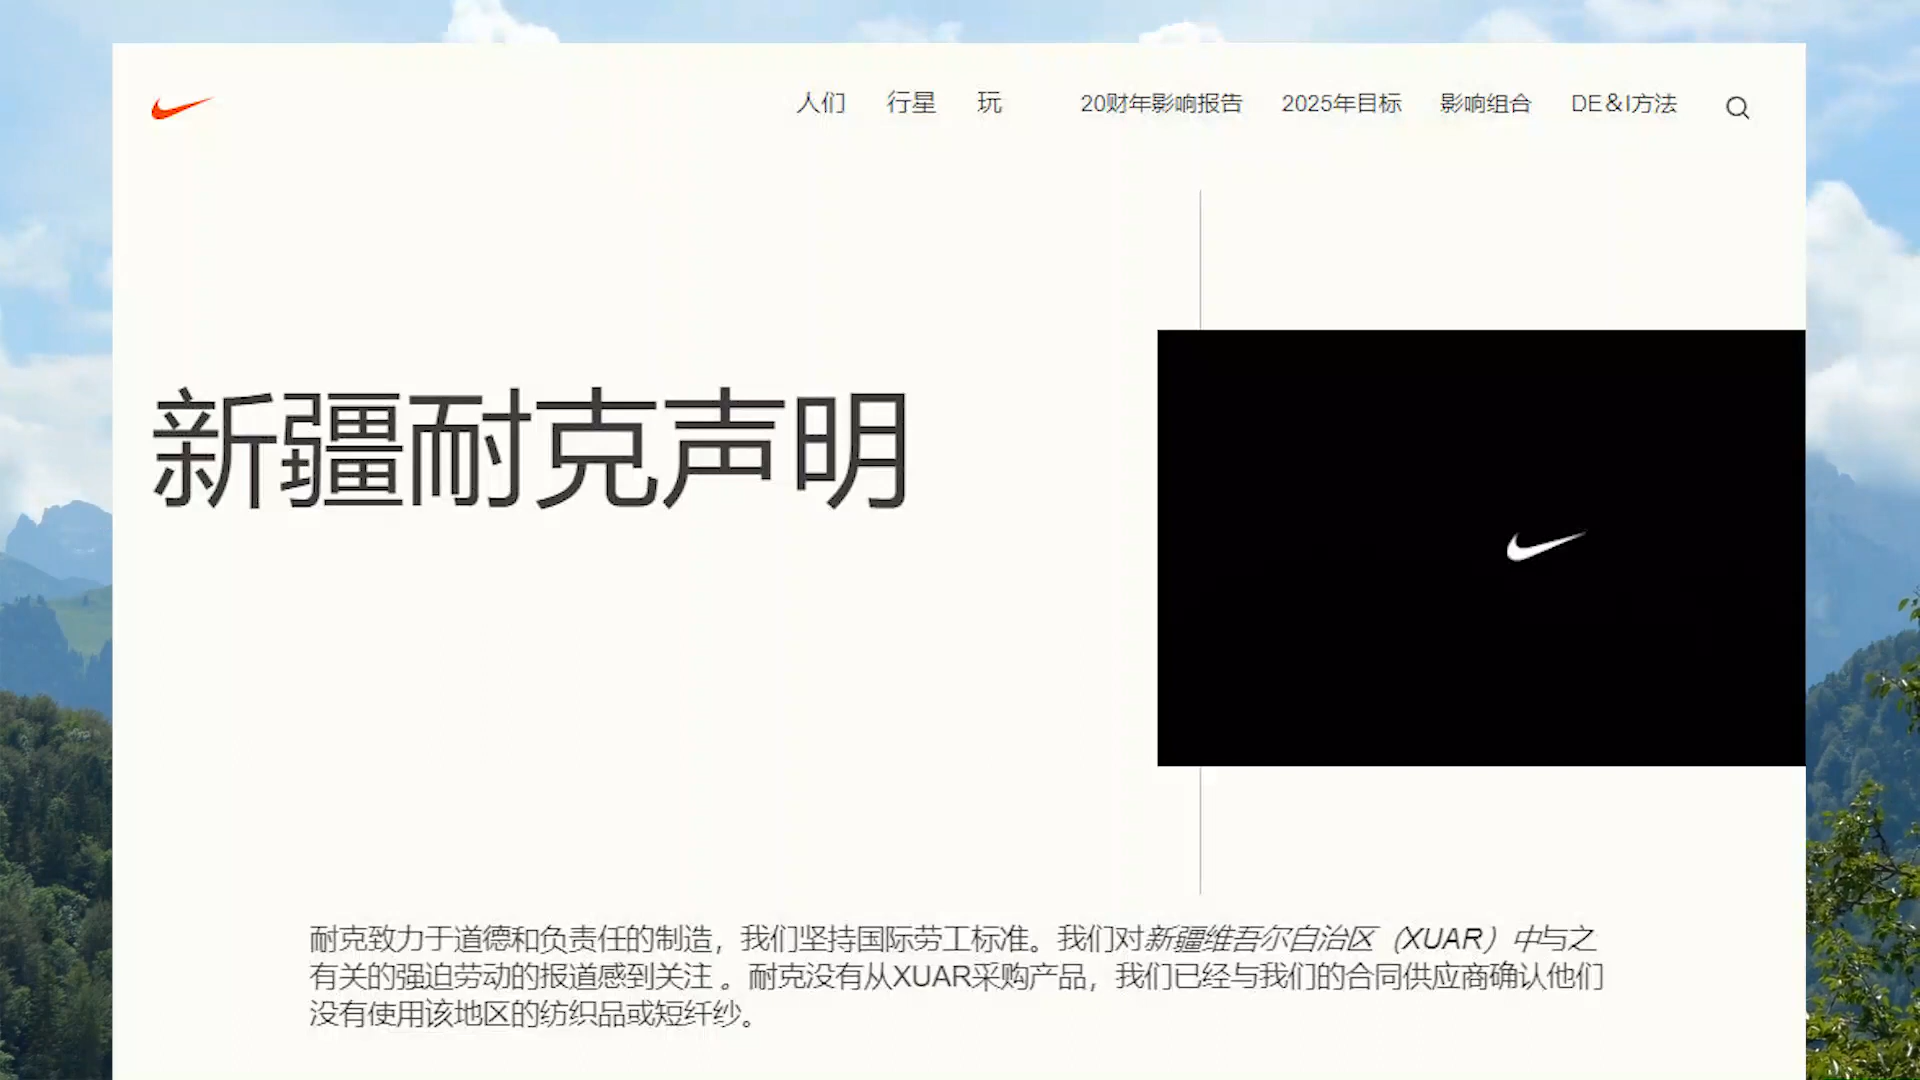 人们 行星 玩 20财年影响报告 2025年目标 影响组合 DE&I方法
新疆耐克声明
耐克致力于道德和负责任的制造，我们坚持国际劳工标准。我们对新疆维吾尔自治区（XUAR）中与之
有关的强迫劳动的报道感到关注 。耐克没有从XUAR采购产品，我们已经与我们的合同供应商确认他们
没有使用该地区的纺织品或短纤纱。